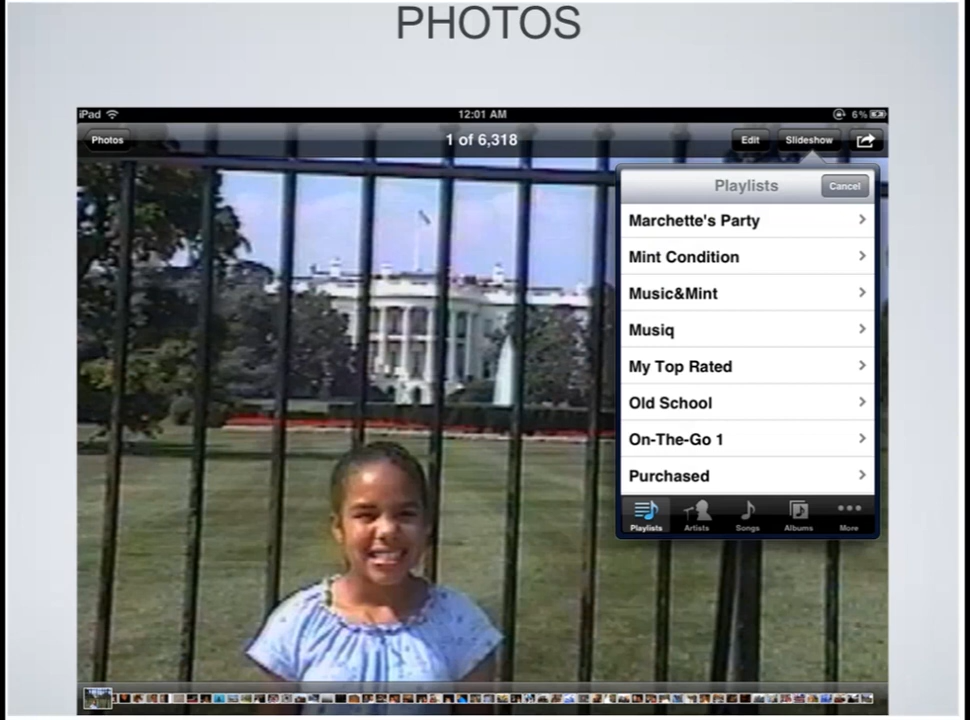 PHOTOS
iPad 12:01 AM 6%
Photos 1 of 6,318 Edit Slideshow
Playlists Cancel
Marchette's Party
Mint Condition
Music&Mint
Musiq
My Top Rated
Old School
On-The-Go 1
Purchased
Playlists Artists Songs Albums More